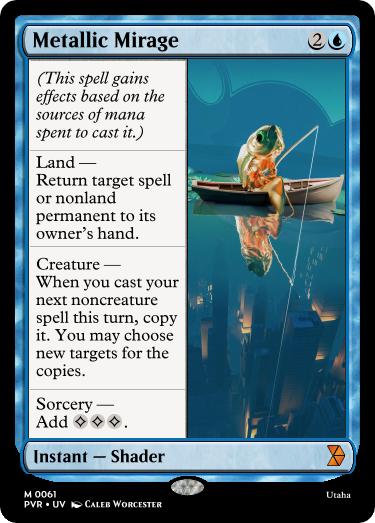 Metallic Mirage 2
(This spell gains
effects based on the
sources of mana
spent to cast it.)
Land —
Return target spell
or nonland
permanent to its
owner's hand.
Creature —
When you cast your
next noncreature
spell this turn, copy
it. You may choose
new targets for the
copies.
Sorcery —
Add .
Instant — Shader
M 0061
PVR • UV Caleb Worcester
Utaha